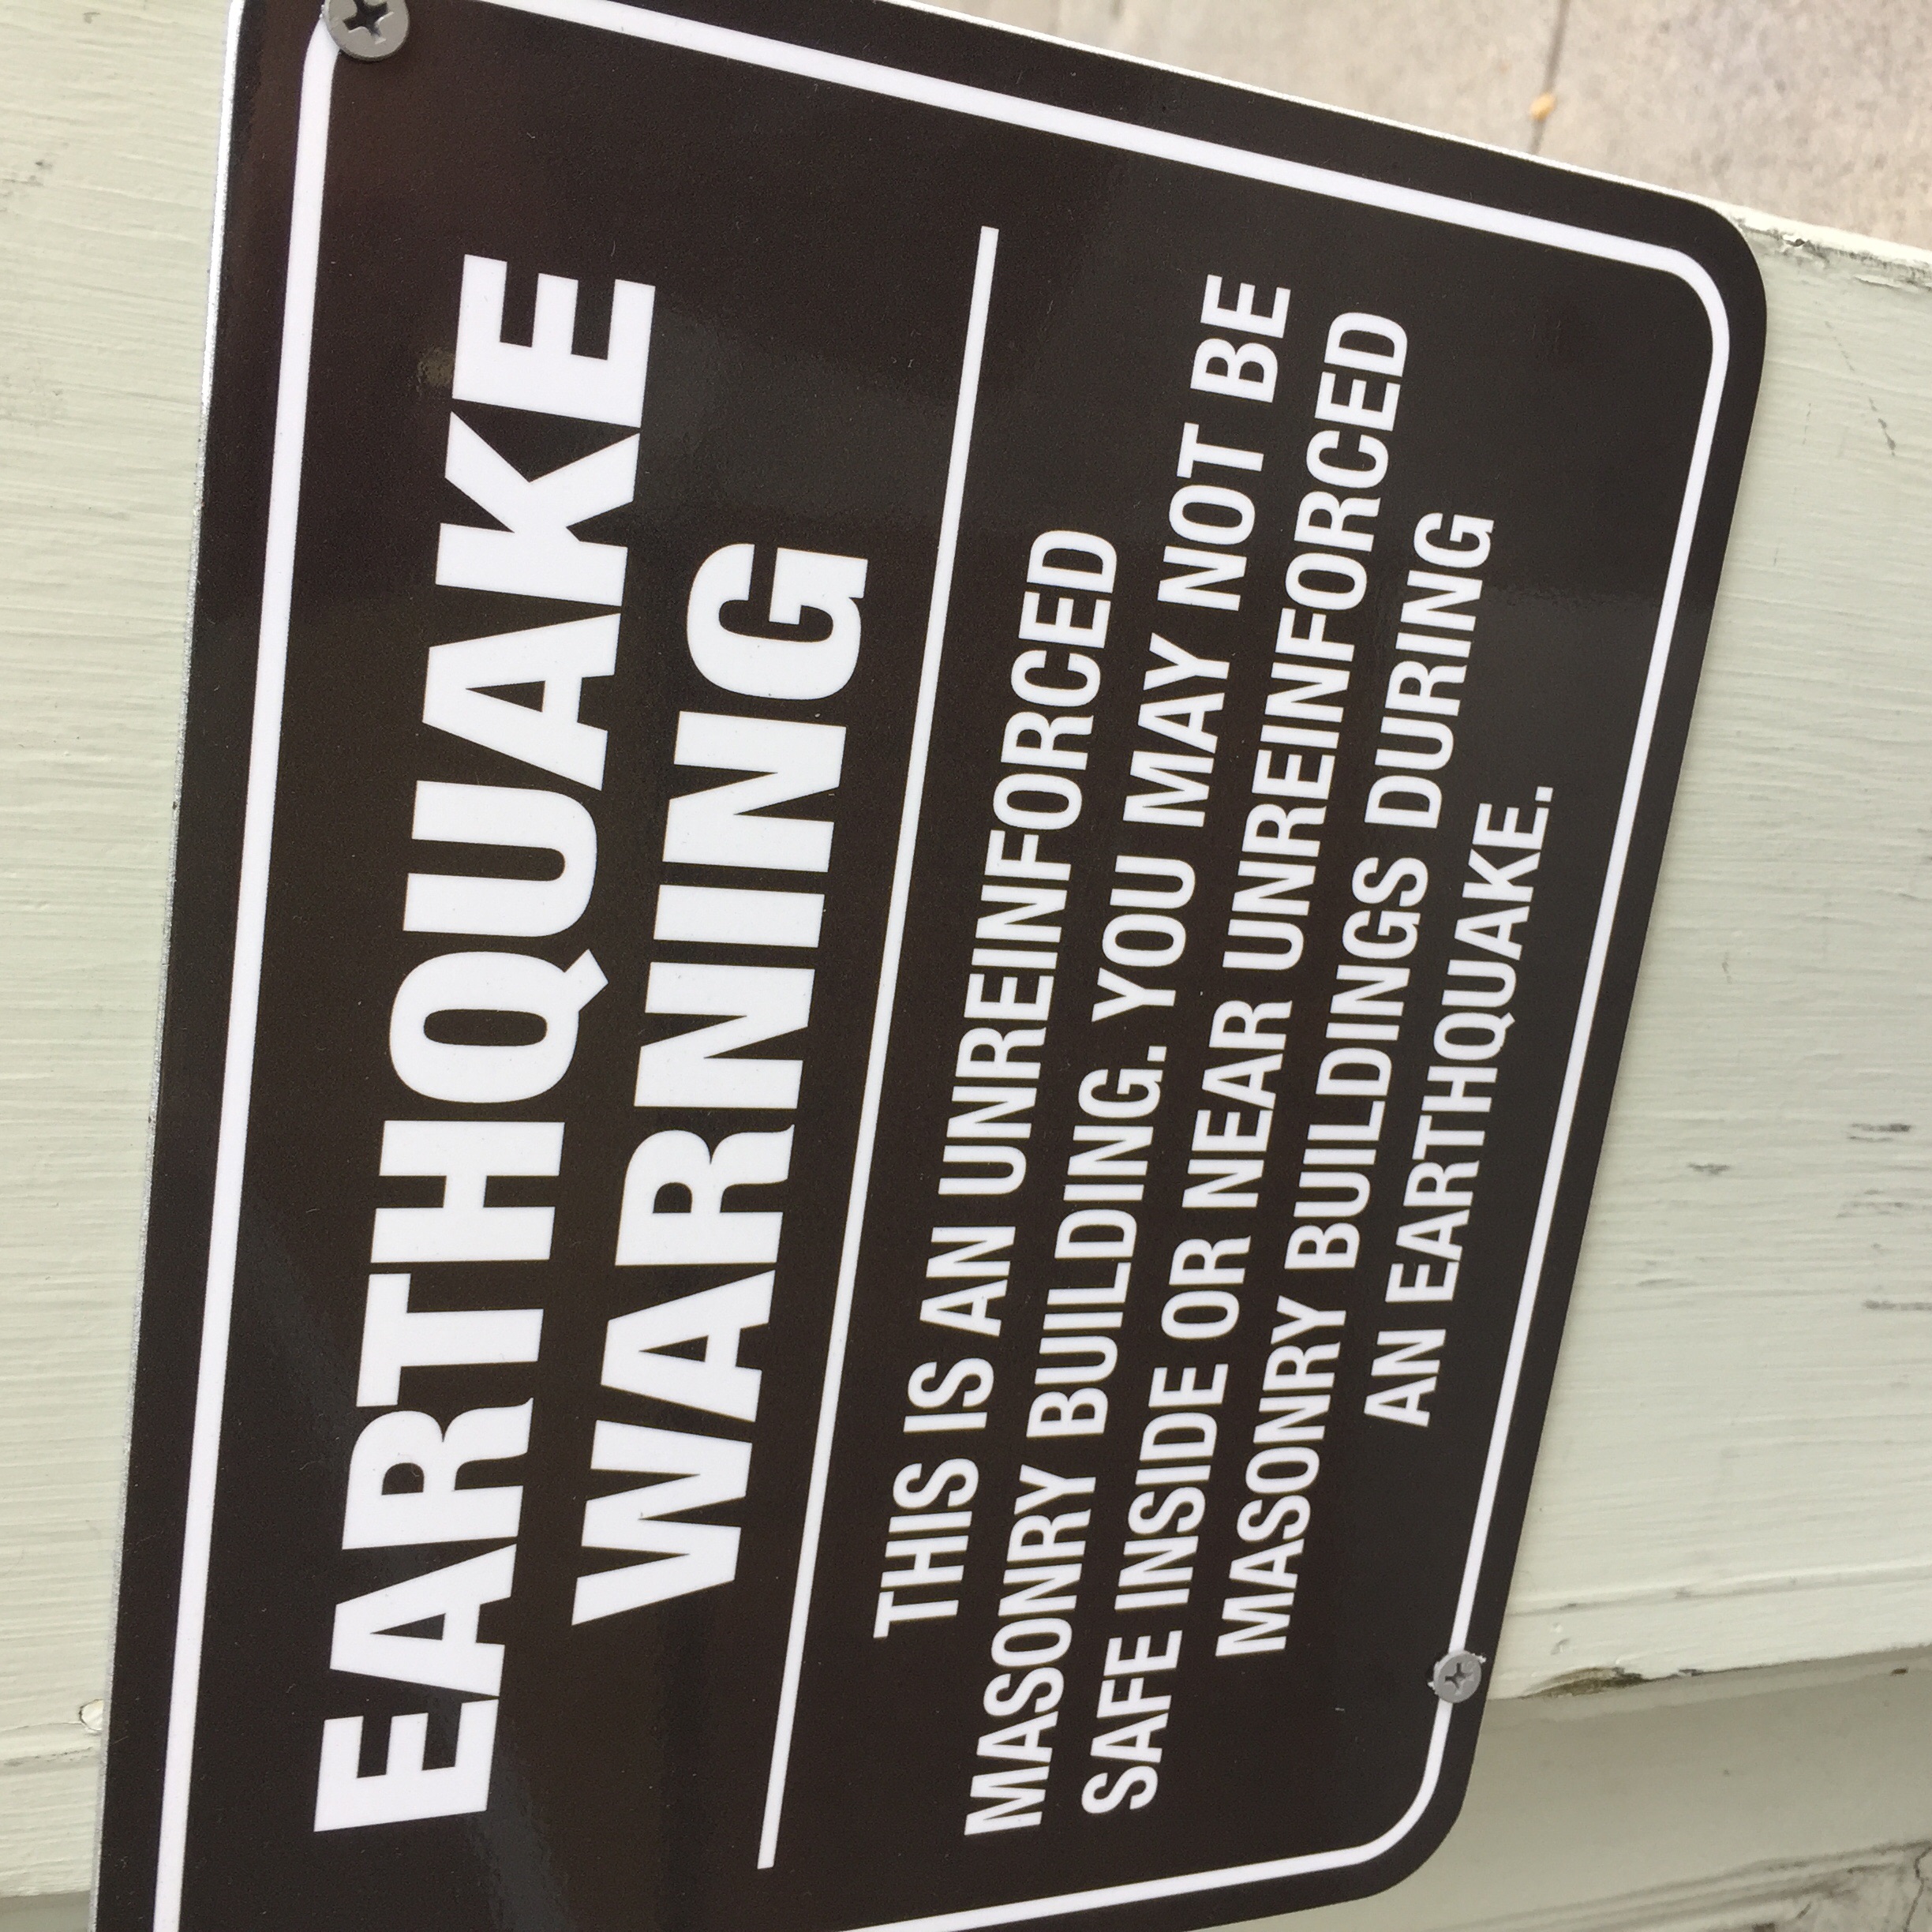 EARTHQUAKE
WARNING
THIS IS AN UNREINFORCED
MASONRY BUILDING. YOU MAY NOT BE
SAFE INSIDE OR NEAR UNREINFORCED
MASONRY BUILDINGS DURING
AN EARTHQUAKE.